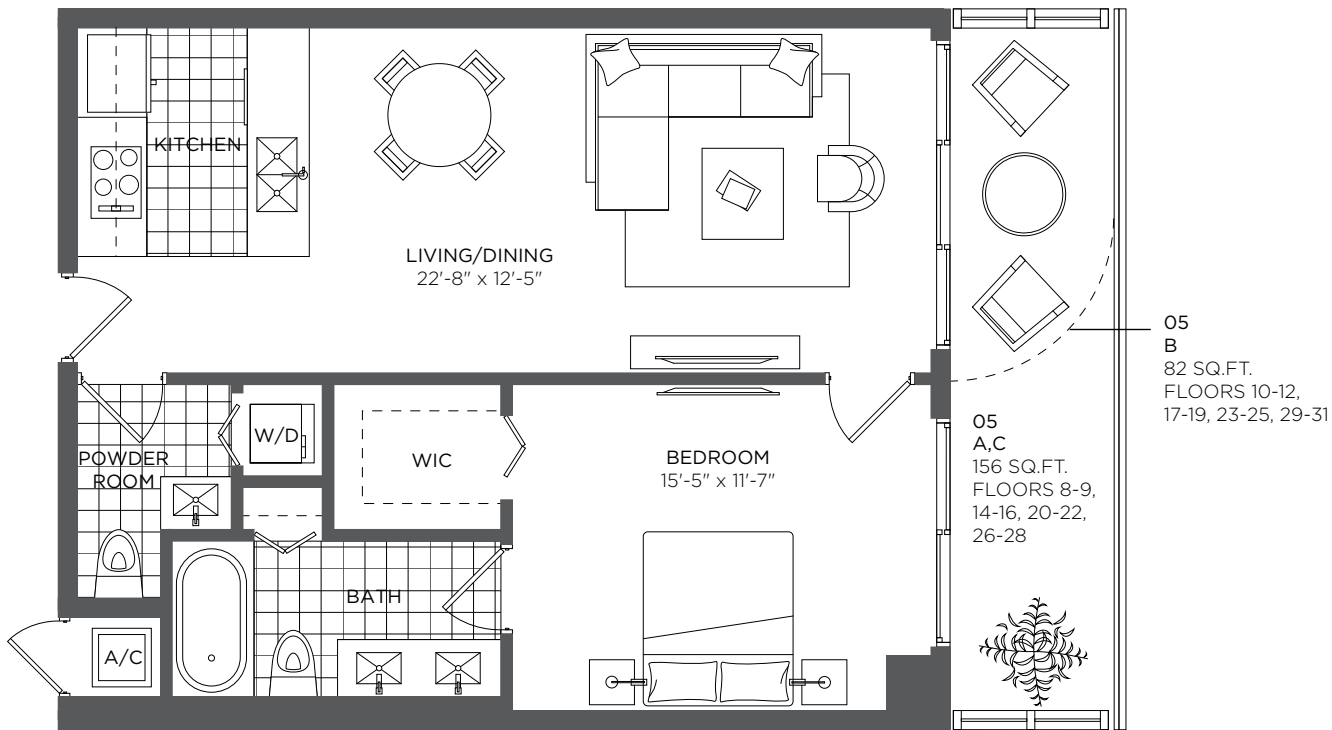 KITCHEN
LIVING/DINING
22'-8" x 12'-5"
05
B
82 SQ.FT.
FLOORS 10-12,
17-19, 23-25, 29-31
05
A,C
156 SQ.FT.
FLOORS 8-9,
14-16, 20-22,
26-28
W/D
POWDER
ROOM
WIC
BEDROOM
15'-5" x 11'-7"
BATH
A/C